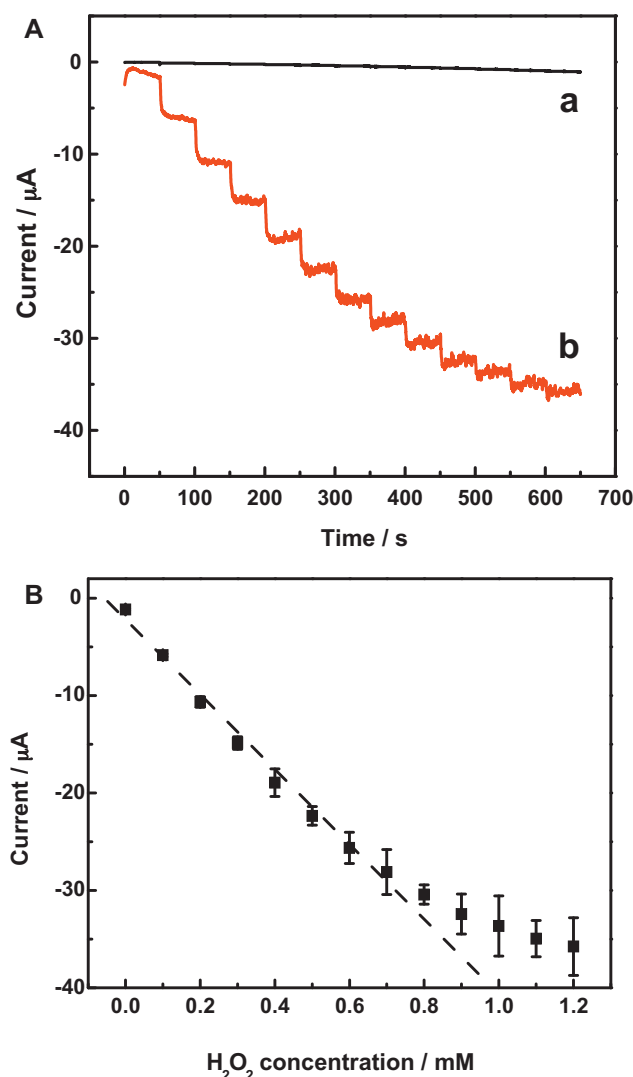 A
0
-10
-20
-30
-40
Current / μA
a
b
0 100 200 300 400 500 600 700
Time / s
B
0
-10
-20
-30
-40
Current / μA
0.0 0.2 0.4 0.6 0.8 1.0 1.2
H₂O₂ concentration / mM